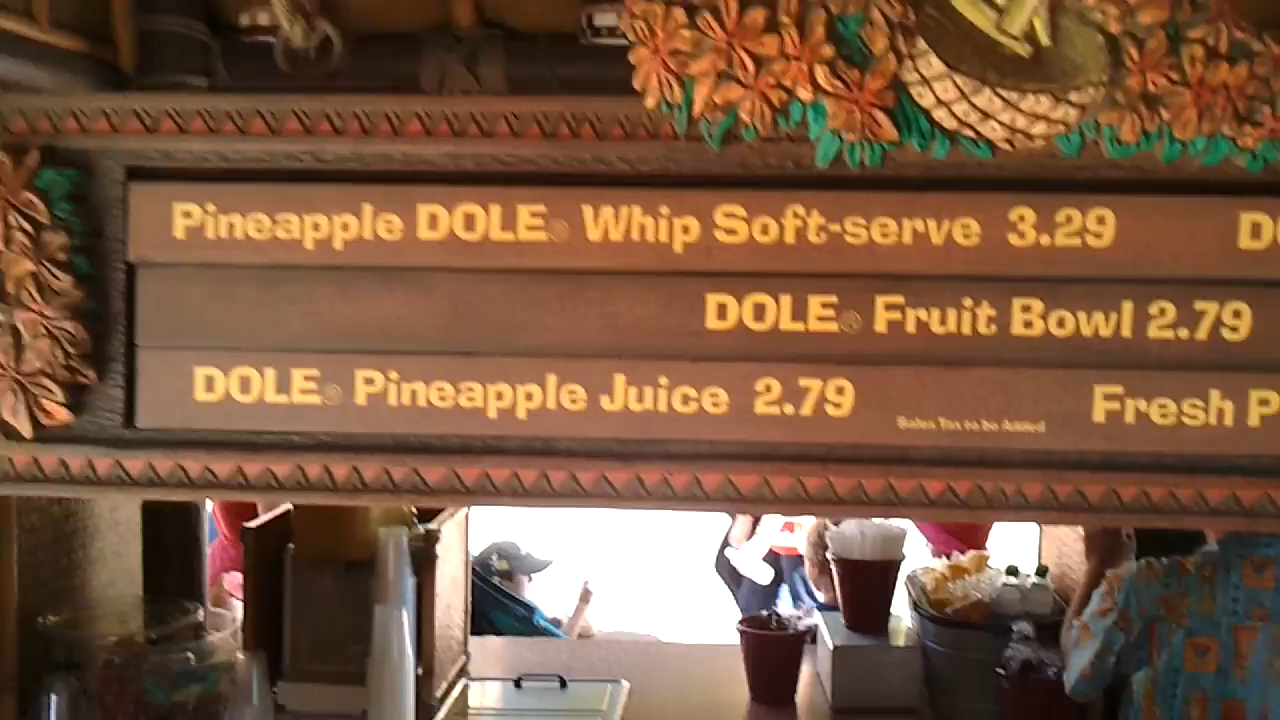 Pineapple DOLE® Whip Soft-serve 3.29 D
DOLE® Fruit Bowl 2.79
DOLE® Pineapple Juice 2.79 Fresh P
Sales Tax to be Added